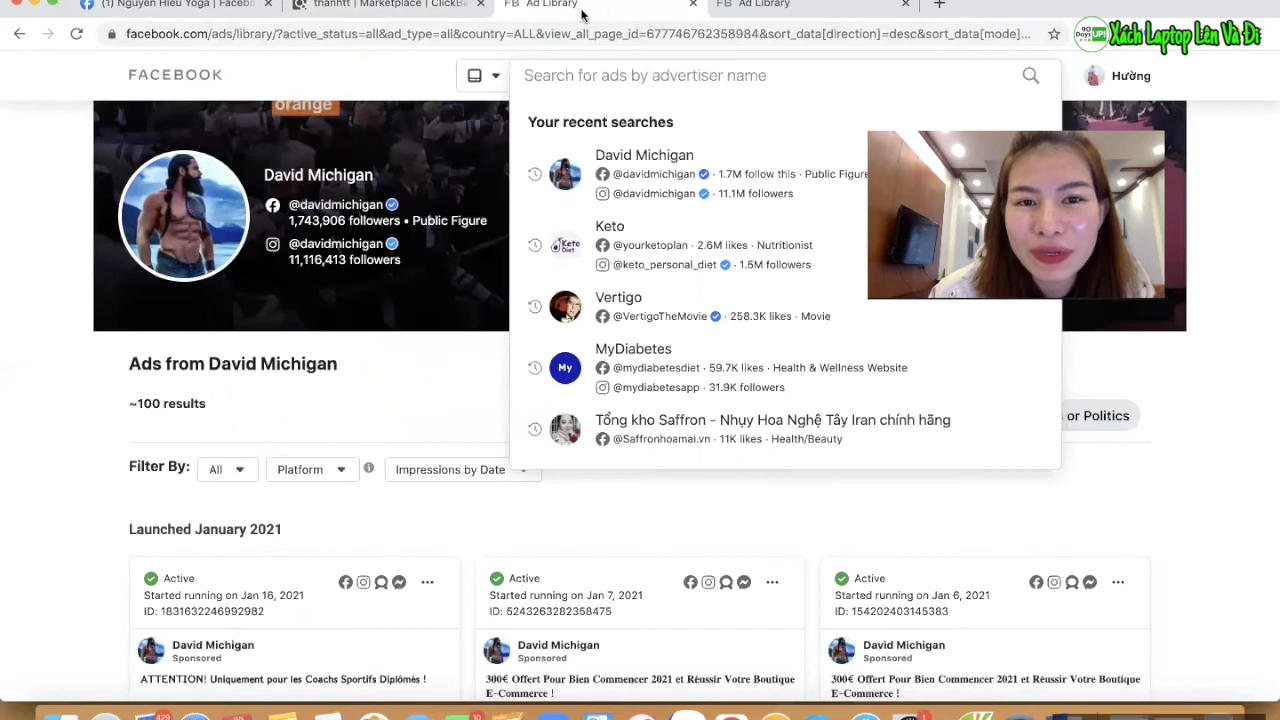 (1) Nguyen Hieu Yoga | Facebo
thanhtt | Marketplace | ClickBa
Ad Library
Ad Library
facebook.com/ads/library/?active_status=all&ad_type=all&country=ALL&view_all_page_id=677746762358984&sort_data[direction]=desc&sort_data[mode]...
90 Days UP!
Xách Laptop Lên Và Đi
FACEBOOK
Search for ads by advertiser name
Hường
orange
Your recent searches
David Michigan
@davidmichigan · 1.7M follow this · Public Figure
@davidmichigan · 11.1M followers
Keto
@yourketoplan · 2.6M likes · Nutritionist
@keto_personal_diet · 1.5M followers
Vertigo
@VertigoTheMovie · 258.3K likes · Movie
My
MyDiabetes
@mydiabetesdiet · 59.7K likes · Health & Wellness Website
@mydiabetesapp · 31.9K followers
Tổng kho Saffron - Nhụy Hoa Nghệ Tây Iran chính hãng
@Saffronhoamai.vn · 11K likes · Health/Beauty
David Michigan
@davidmichigan
1,743,906 followers • Public Figure
@davidmichigan
11,116,413 followers
Ads from David Michigan
~100 results
or Politics
Filter By:
All
Platform
Impressions by Date
Launched January 2021
Active
Started running on Jan 16, 2021
ID: 1831632246992982
David Michigan
Sponsored
ATTENTION! Uniquement pour les Coachs Sportifs Diplômés !
Active
Started running on Jan 7, 2021
ID: 5243263282358475
David Michigan
Sponsored
300€ Offert Pour Bien Commencer 2021 et Réussir Votre Boutique
E-Commerce !
Active
Started running on Jan 6, 2021
ID: 154202403145383
David Michigan
Sponsored
300€ Offert Pour Bien Commencer 2021 et Réussir Votre Boutique
E-Commerce !
429
10
1